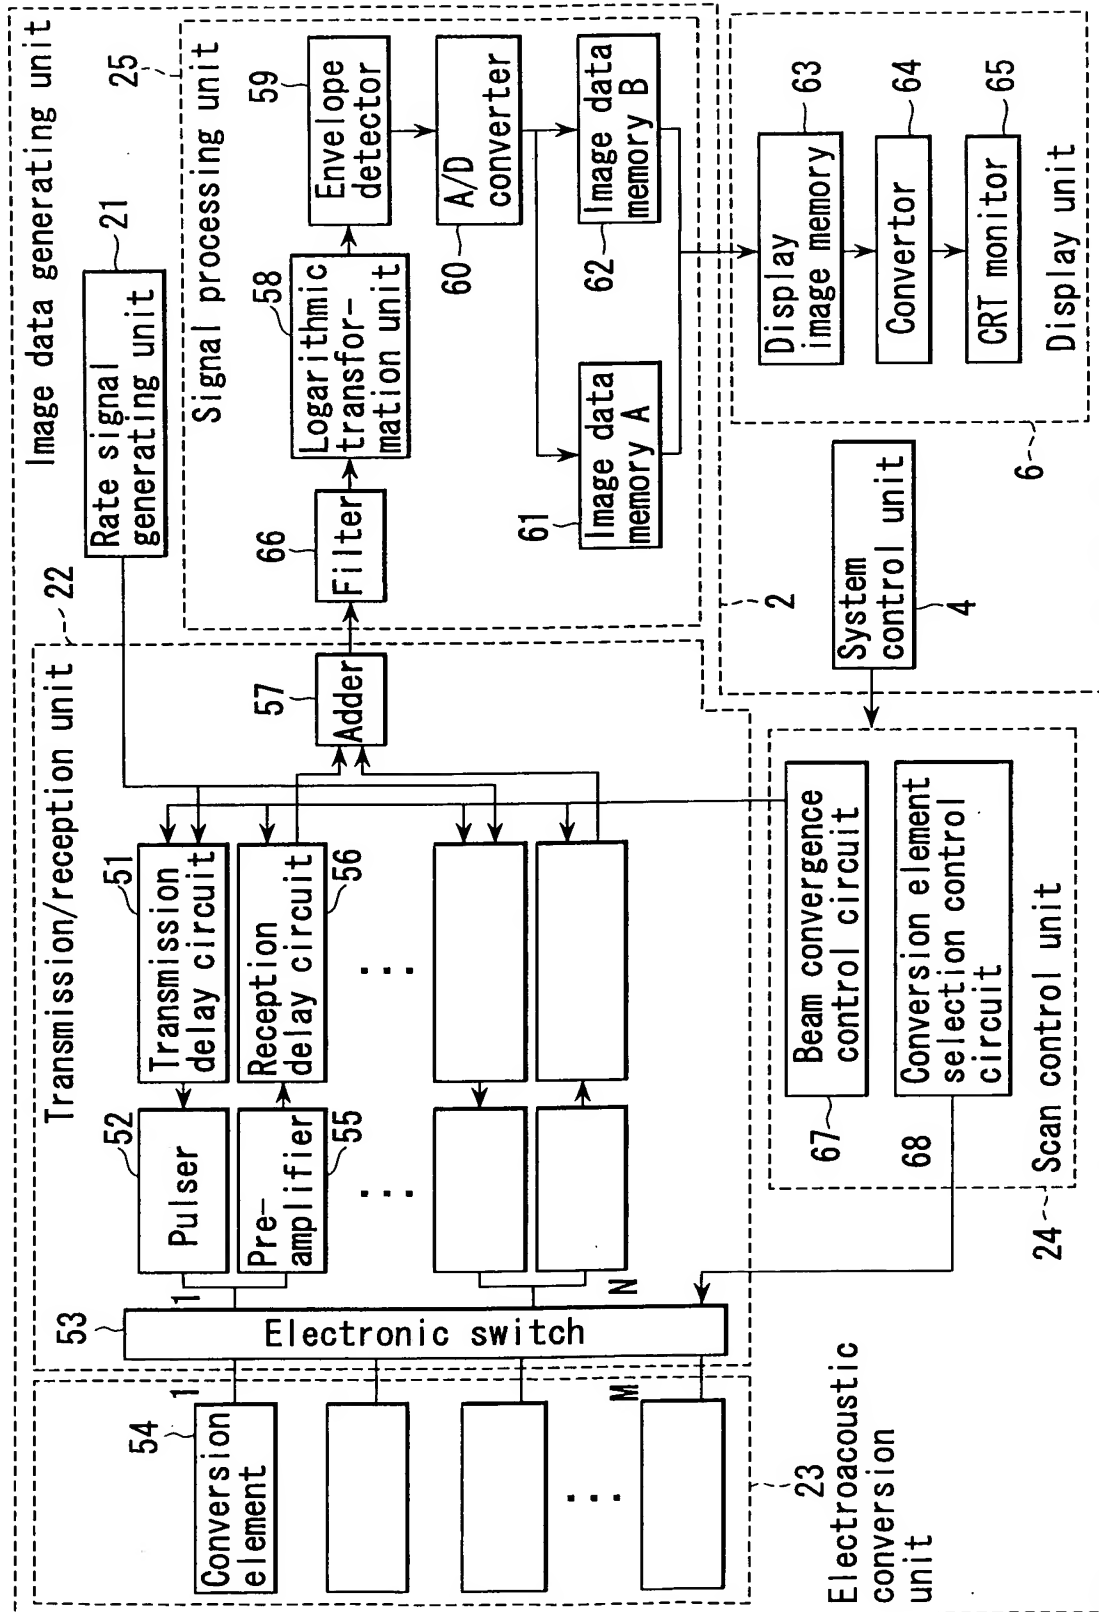 Image data generating unit
Transmission/reception unit
22
Rate signal
generating unit
21
25
Signal processing unit
54
Conversion
element
1
M
23
Electroacoustic
conversion
unit
53
Electronic switch
1
N
52
Pulser
Pre-
amplifier
55
51
Transmission
delay circuit
Reception
delay circuit
56
...
...
...
57
Adder
66
Filter
58
Logarithmic
transfor-
mation unit
59
Envelope
detector
A/D
converter
60
61
Image data
memory A
Image data
memory B
62
2
67
Beam convergence
control circuit
68
Conversion element
selection control
circuit
24
Scan control unit
System
control unit
4
Display
image memory
63
Convertor
64
CRT monitor
65
6
Display unit